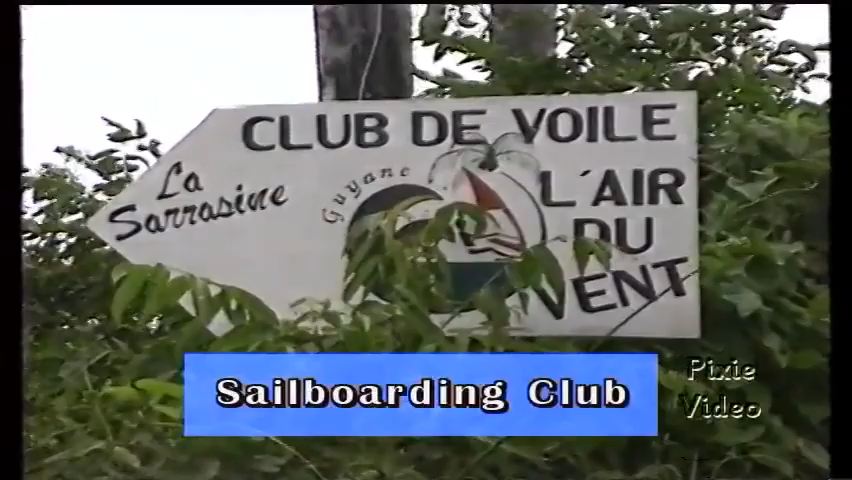 CLUB DE VOILE
La
Sarrasine
Guyane
L'AIR
DU
VENT
Sailboarding Club
Pixie
Video